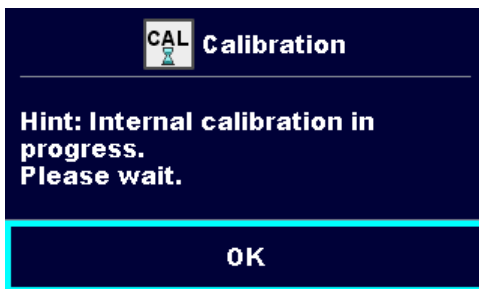 CAL Calibration
Hint: Internal calibration in
progress.
Please wait.
OK